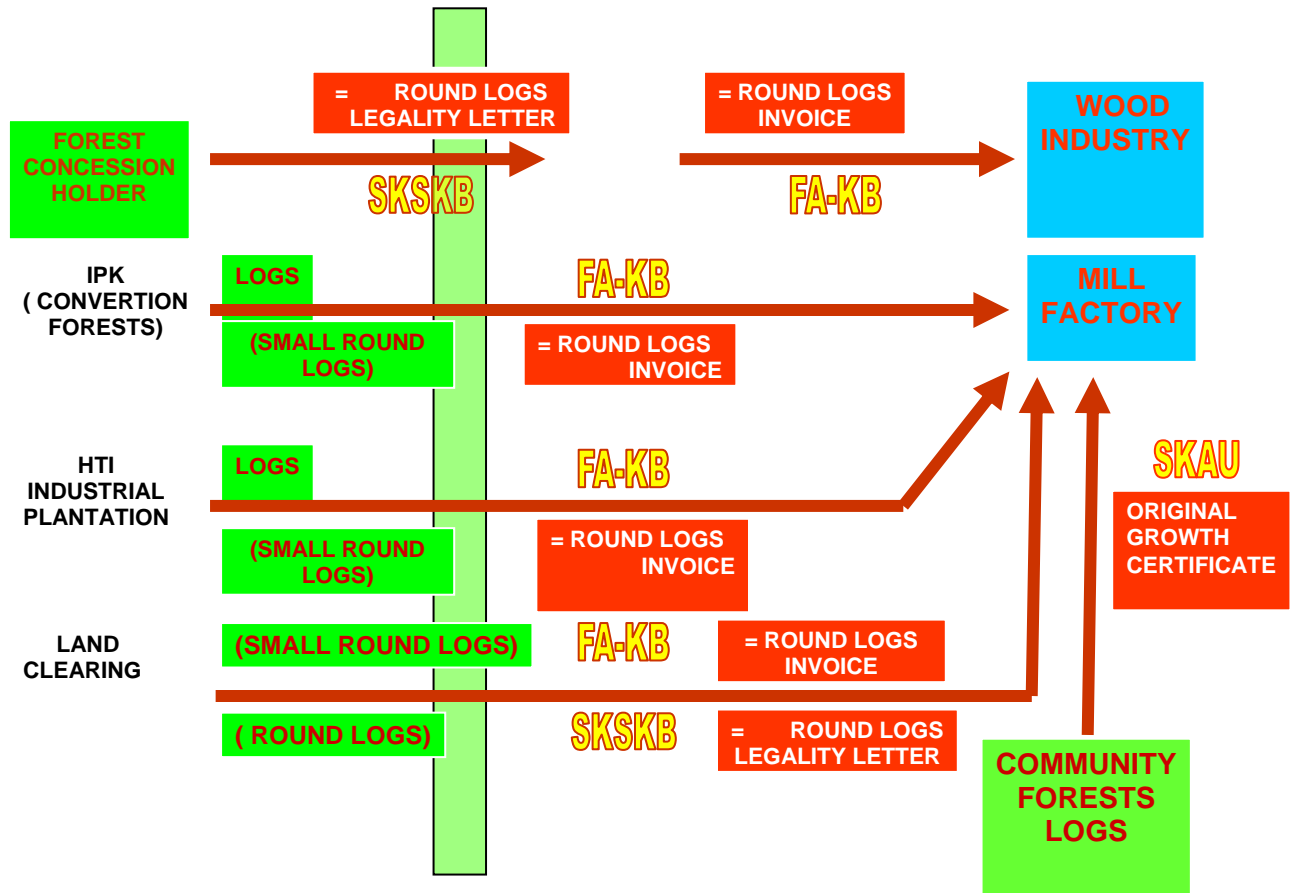 = ROUND LOGS
LEGALITY LETTER
= ROUND LOGS
INVOICE
WOOD
INDUSTRY
FOREST
CONCESSION
HOLDER
SKSKB
FA-KB
IPK
( CONVERTION
FORESTS)
LOGS
(SMALL ROUND
LOGS)
FA-KB
= ROUND LOGS
INVOICE
MILL
FACTORY
HTI
INDUSTRIAL
PLANTATION
LOGS
(SMALL ROUND
LOGS)
FA-KB
= ROUND LOGS
INVOICE
SKAU
ORIGINAL
GROWTH
CERTIFICATE
LAND
CLEARING
(SMALL ROUND LOGS)
FA-KB
= ROUND LOGS
INVOICE
( ROUND LOGS)
SKSKB
= ROUND LOGS
LEGALITY LETTER
COMMUNITY
FORESTS
LOGS